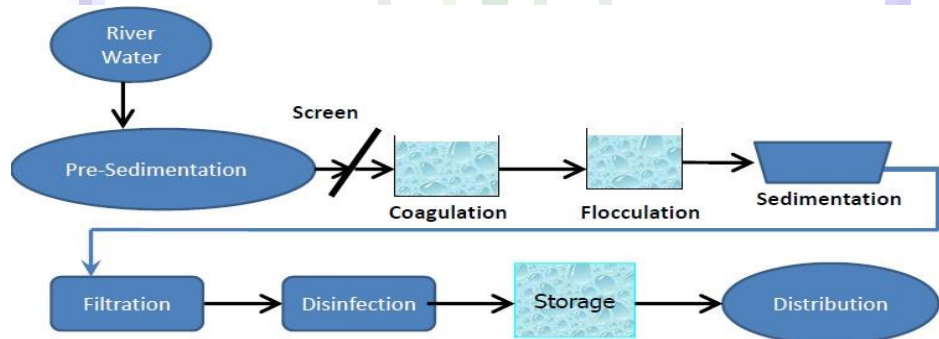 River
Water
Screen
Pre-Sedimentation
Coagulation
Flocculation
Sedimentation
Filtration
Disinfection
Storage
Distribution